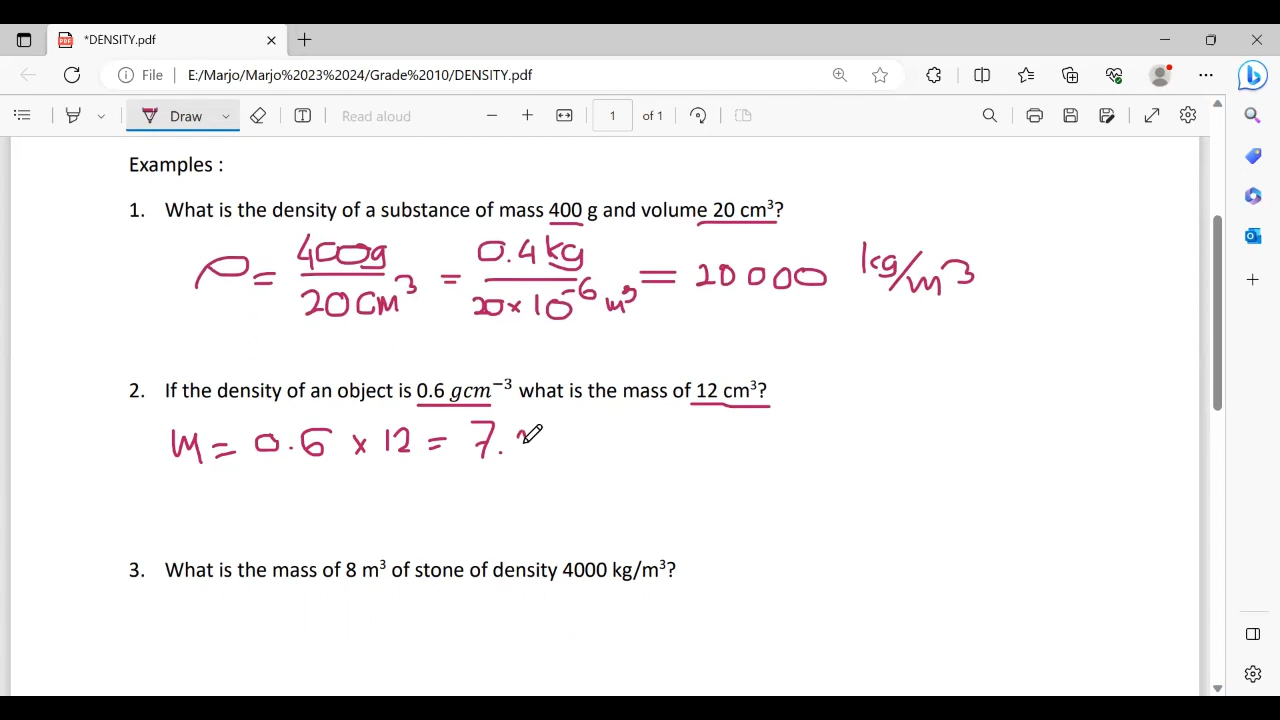 *DENSITY.pdf
File E:/Marjo/Marjo%2023%2024/Grade%2010/DENSITY.pdf
Draw Read aloud 1 of 1
Examples :
1. What is the density of a substance of mass 400 g and volume 20 cm³?
ρ = 400g / 20 cm³ = 0.4 kg / 20 × 10⁻⁶ m³ = 20 000 kg/m³
2. If the density of an object is 0.6 gcm⁻³ what is the mass of 12 cm³?
M = 0.6 × 12 = 7.
3. What is the mass of 8 m³ of stone of density 4000 kg/m³?